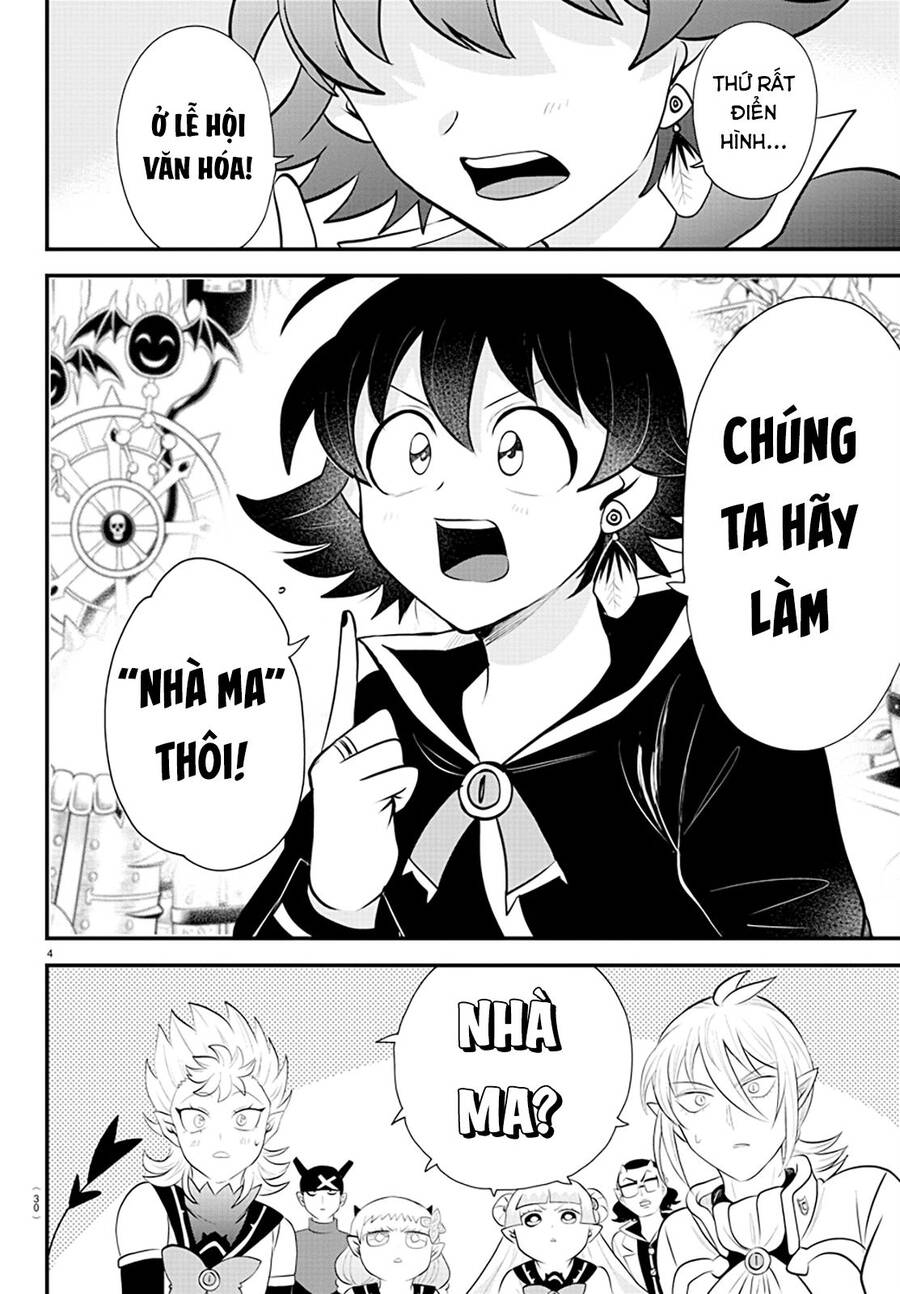 THỨ RẤT
ĐIỂN
HÌNH...
Ở LỄ HỘI
VĂN HÓA!
CHÚNG
TA HÃY
LÀM
“NHÀ MA”
THÔI!
4
NHÀ
MA?
(30)